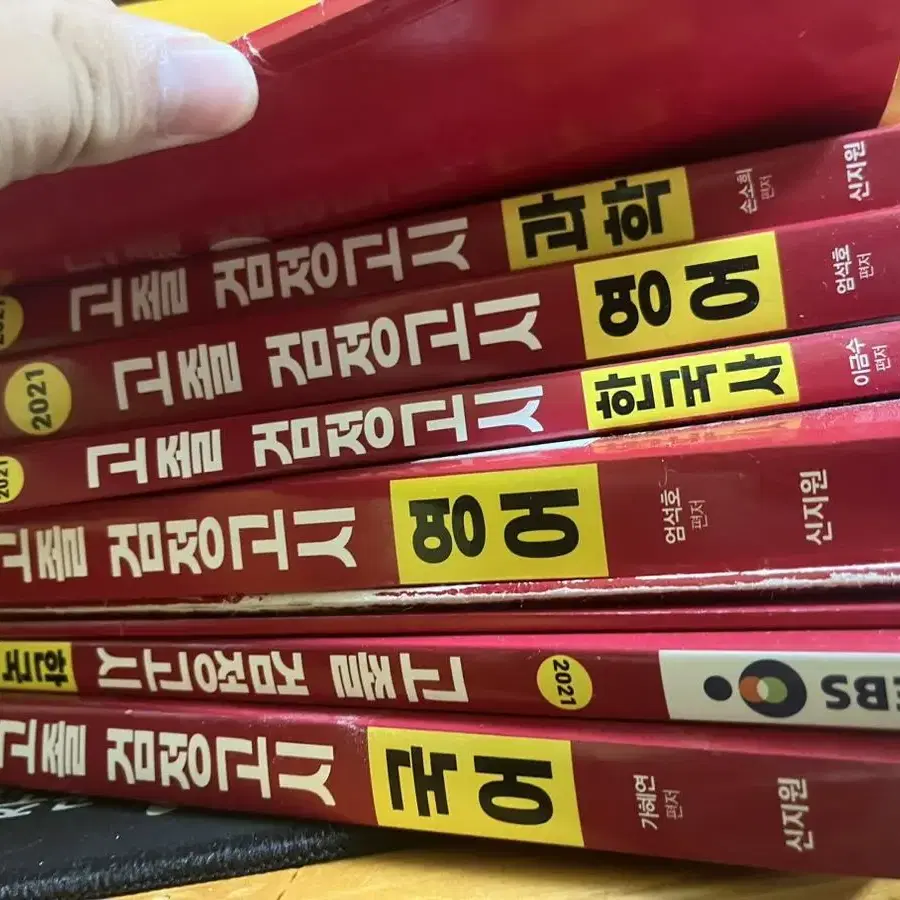 2021 고졸 검정고시 과학 손소희 편저 신지원
2021 고졸 검정고시 영어 엄석호 편저
2021 고졸 검정고시 한국사 이금수 편저
고졸 검정고시 영어 엄석호 편저 신지원
EBS 2021 고졸 검정고시 한국
고졸 검정고시 국어 가혜연 편저 신지원